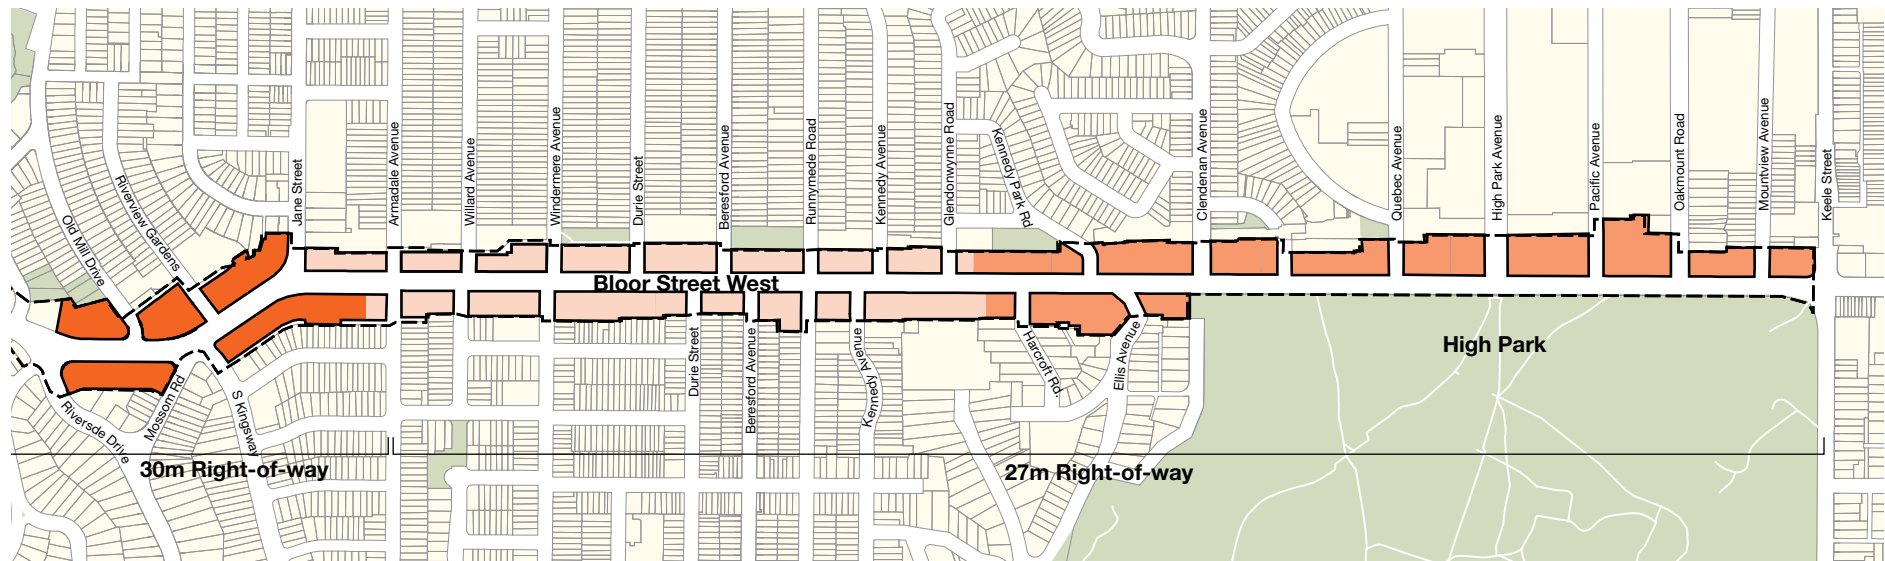 Old Mill Drive
Riverview Gardens
Jane Street
Armadale Avenue
Willard Avenue
Windermere Avenue
Durie Street
Beresford Avenue
Runnymede Road
Kennedy Avenue
Glendonwynne Road
Kennedy Park Rd
Clendenan Avenue
Quebec Avenue
High Park Avenue
Pacific Avenue
Oakmount Road
Mountview Avenue
Keele Street
Bloor Street West
Riversde Drive
Mossom Rd
S Kingsway
Durie Street
Beresford Avenue
Kennedy Avenue
Harcroft Rd.
Ellis Avenue
High Park
30m Right-of-way
27m Right-of-way